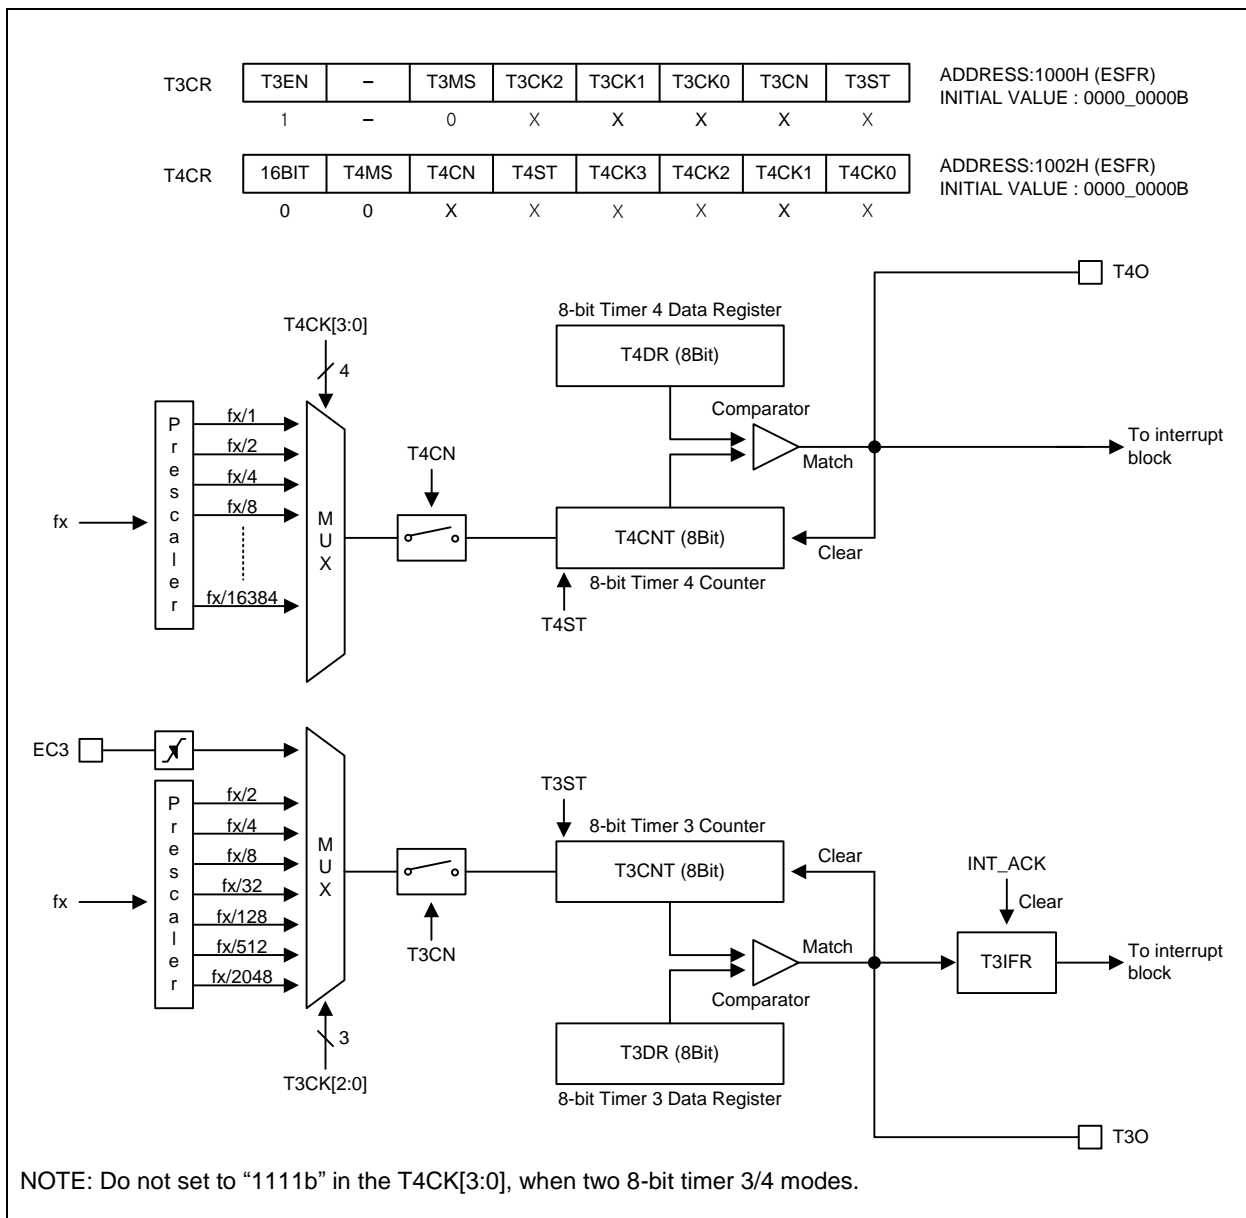 T3CR T3EN – T3MS T3CK2 T3CK1 T3CK0 T3CN T3ST ADDRESS:1000H (ESFR)
INITIAL VALUE : 0000_0000B
1 – 0 X X X X X
T4CR 16BIT T4MS T4CN T4ST T4CK3 T4CK2 T4CK1 T4CK0 ADDRESS:1002H (ESFR)
INITIAL VALUE : 0000_0000B
0 0 X X X X X X
T4O
8-bit Timer 4 Data Register
T4CK[3:0]
T4DR (8Bit)
4
Comparator
Prescaler
fx/1
fx/2
fx/4
fx/8
fx/16384
fx
MUX
T4CN
Match
To interrupt
block
T4CNT (8Bit)
Clear
8-bit Timer 4 Counter
T4ST
EC3
Prescaler
fx/2
fx/4
fx/8
fx/32
fx/128
fx/512
fx/2048
fx
MUX
T3CN
3
T3CK[2:0]
T3ST
8-bit Timer 3 Counter
T3CNT (8Bit)
Clear
INT_ACK
Clear
Match
T3IFR
To interrupt
block
Comparator
T3DR (8Bit)
8-bit Timer 3 Data Register
T3O
NOTE: Do not set to “1111b” in the T4CK[3:0], when two 8-bit timer 3/4 modes.